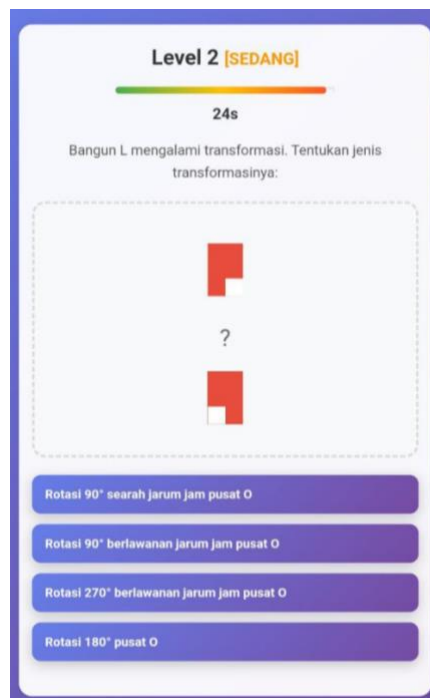 Level 2 [SEDANG]
24s
Bangun L mengalami transformasi. Tentukan jenis
transformasinya:
?
Rotasi 90° searah jarum jam pusat O
Rotasi 90° berlawanan jarum jam pusat O
Rotasi 270° berlawanan jarum jam pusat O
Rotasi 180° pusat O